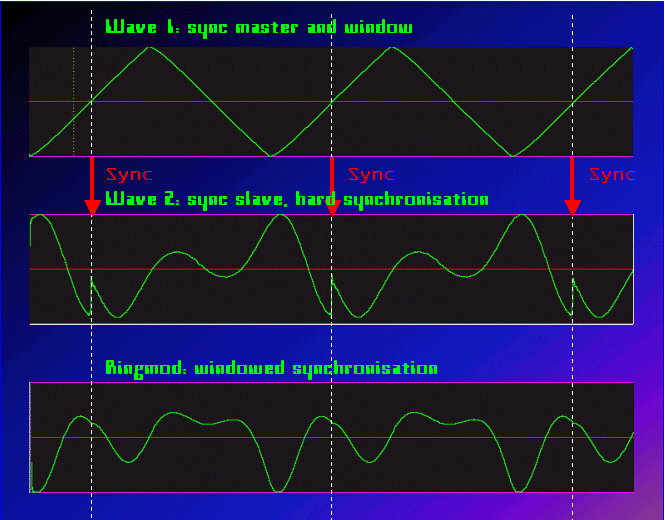 Wave 1: sync master and window
Sync Sync Sync
Wave 2: sync slave, hard synchronisation
Ringmod: windowed synchronisation